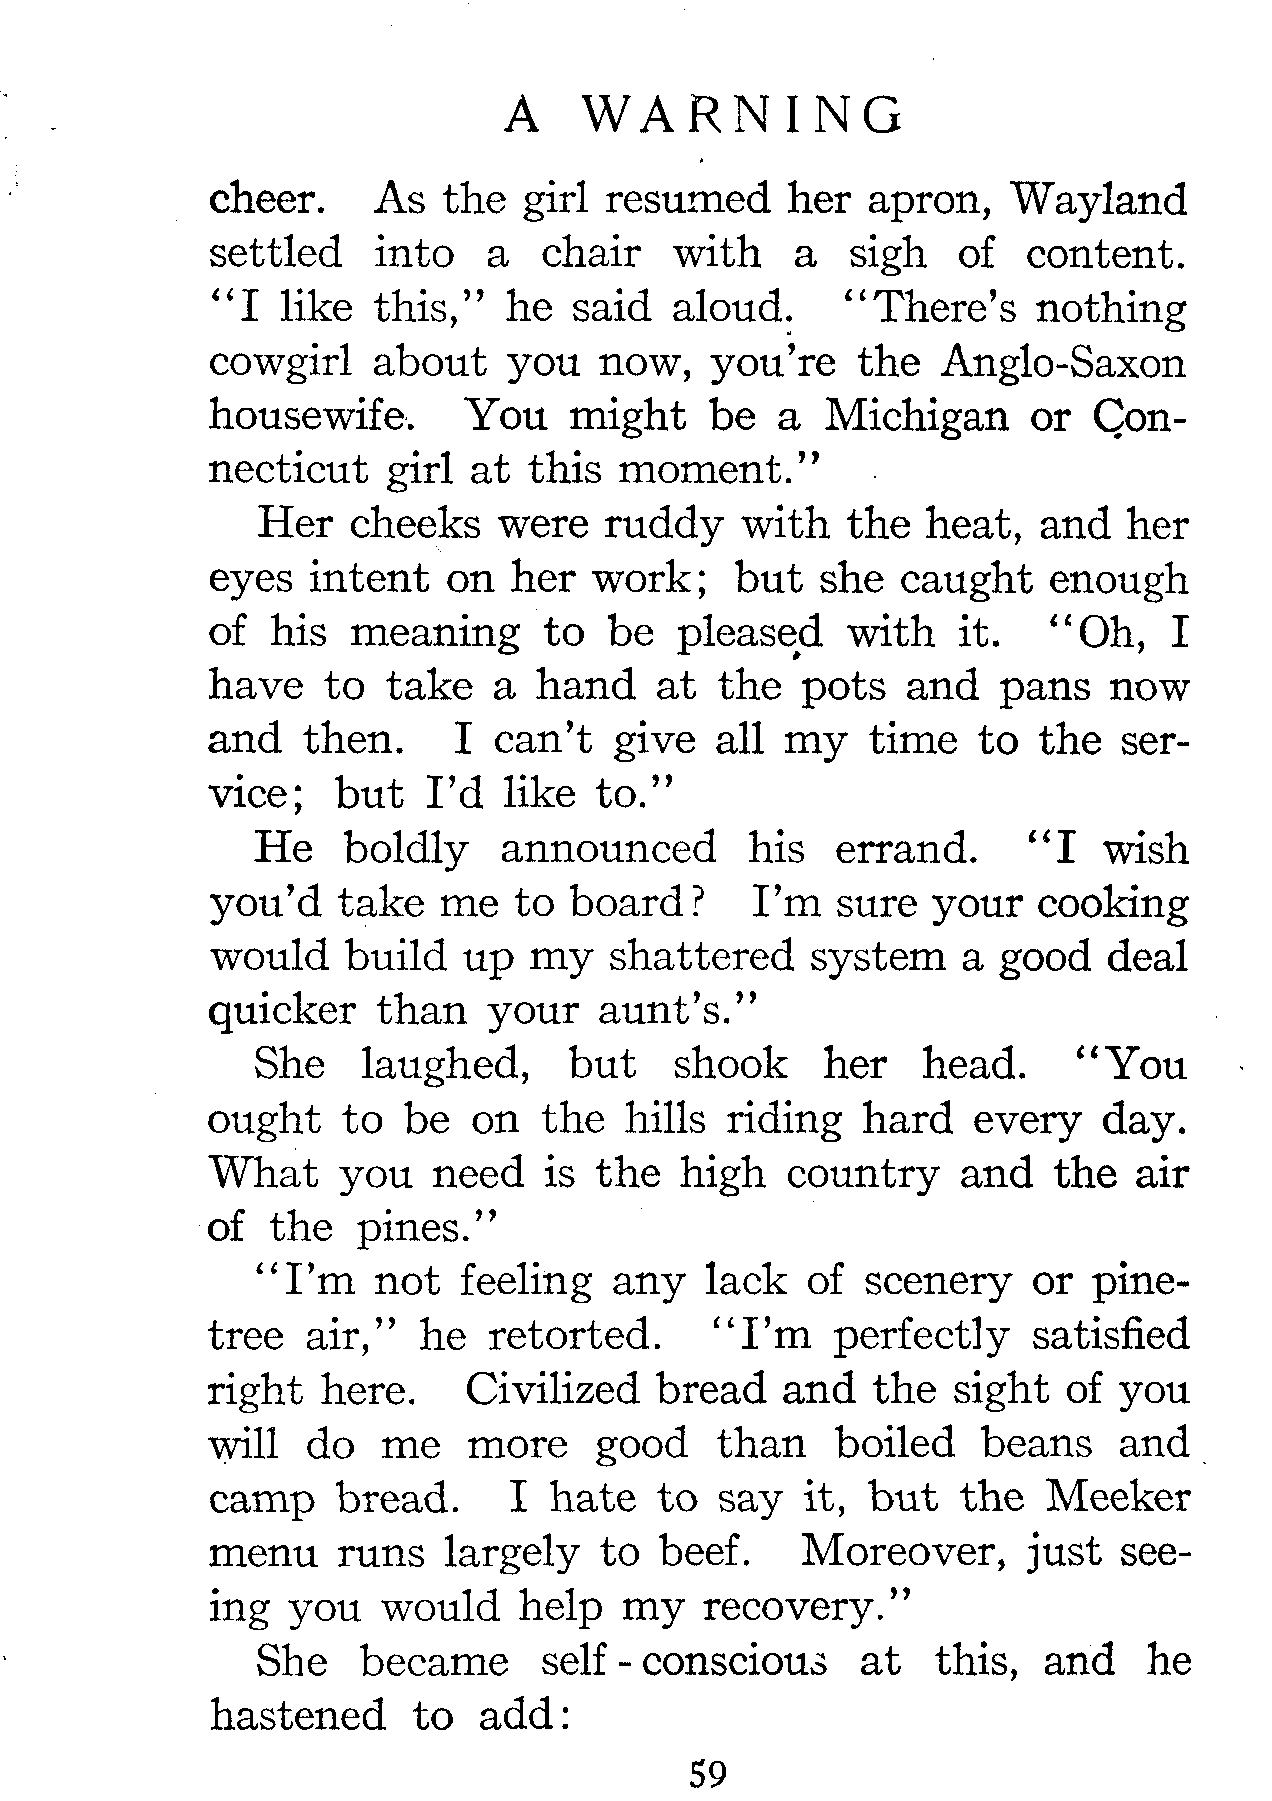 A WARNING
cheer. As the girl resumed her apron, Wayland
settled into a chair with a sigh of content.
“I like this,” he said aloud. “There's nothing
cowgirl about you now, you're the Anglo-Saxon
housewife. You might be a Michigan or Con-
necticut girl at this moment.”
Her cheeks were ruddy with the heat, and her
eyes intent on her work; but she caught enough
of his meaning to be pleased with it. “Oh, I
have to take a hand at the pots and pans now
and then. I can't give all my time to the ser-
vice; but I'd like to.”
He boldly announced his errand. “I wish
you'd take me to board? I'm sure your cooking
would build up my shattered system a good deal
quicker than your aunt's.”
She laughed, but shook her head. “You
ought to be on the hills riding hard every day.
What you need is the high country and the air
of the pines.”
“I'm not feeling any lack of scenery or pine-
tree air,” he retorted. “I'm perfectly satisfied
right here. Civilized bread and the sight of you
will do me more good than boiled beans and
camp bread. I hate to say it, but the Meeker
menu runs largely to beef. Moreover, just see-
ing you would help my recovery.”
She became self-conscious at this, and he
hastened to add:
59